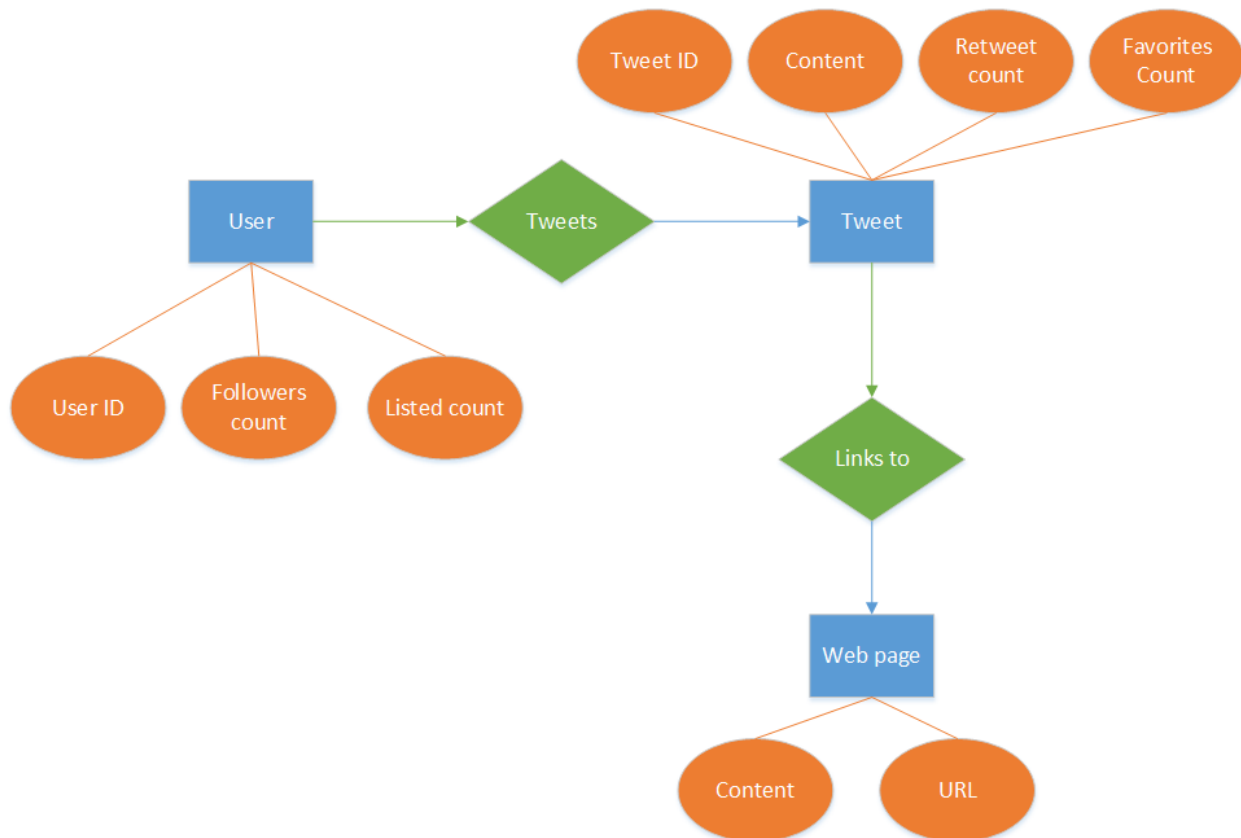 Tweet ID
Content
Retweet
count
Favorites
Count
User
Tweets
Tweet
User ID
Followers
count
Listed count
Links to
Web page
Content
URL